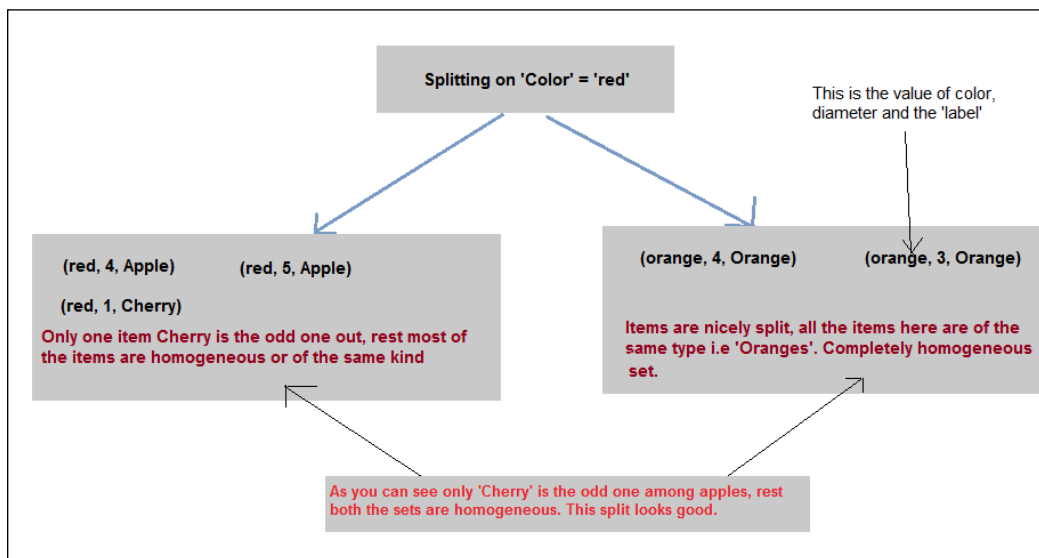 Splitting on 'Color' = 'red'
This is the value of color,
diameter and the 'label'
(red, 4, Apple) (red, 5, Apple)
(red, 1, Cherry)
Only one item Cherry is the odd one out, rest most of
the items are homogeneous or of the same kind
(orange, 4, Orange) (orange, 3, Orange)
Items are nicely split, all the items here are of the
same type i.e 'Oranges'. Completely homogeneous
set.
As you can see only 'Cherry' is the odd one among apples, rest
both the sets are homogeneous. This split looks good.